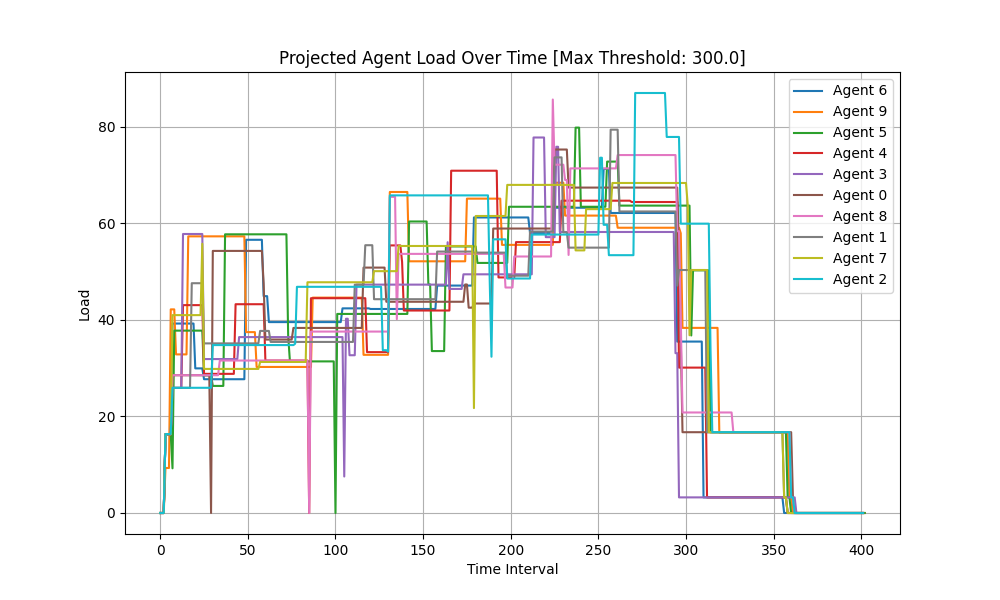 Projected Agent Load Over Time [Max Threshold: 300.0]
Load
80
60
40
20
0
0 50 100 150 200 250 300 350 400
Time Interval
Agent 6
Agent 9
Agent 5
Agent 4
Agent 3
Agent 0
Agent 8
Agent 1
Agent 7
Agent 2